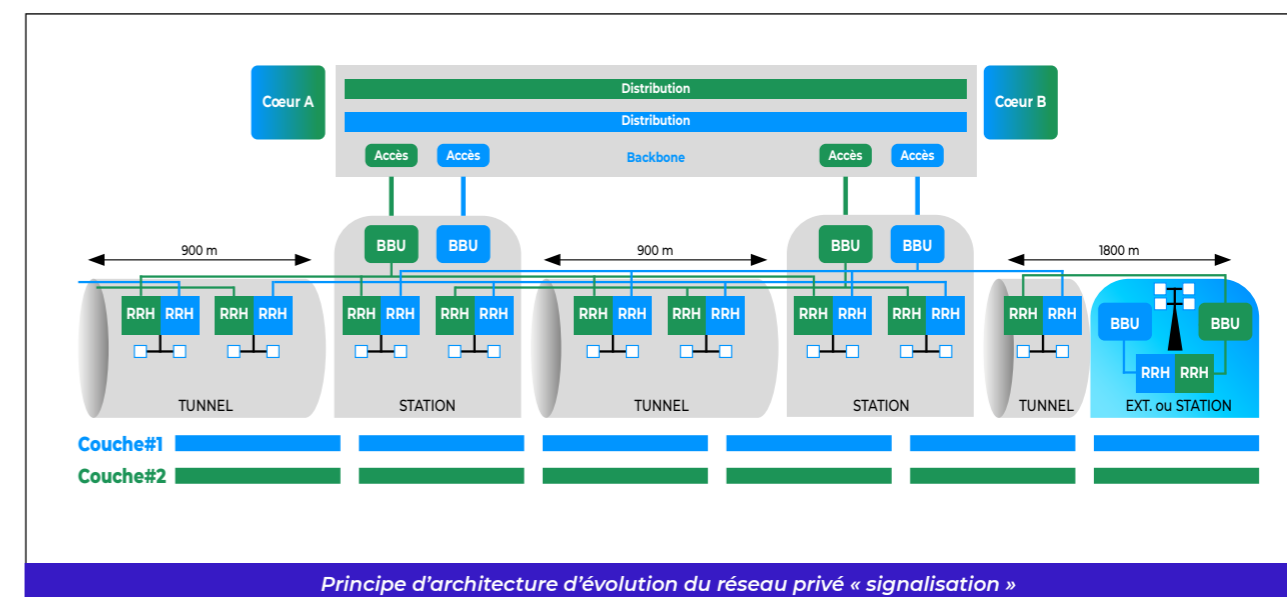 Cœur A
Distribution
Cœur B
Distribution
Accès Accès Backbone Accès Accès
BBU BBU BBU BBU
900 m 900 m 1800 m
RRH RRH RRH RRH RRH RRH RRH RRH RRH RRH RRH RRH RRH RRH RRH RRH RRH RRH BBU BBU
RRH RRH
TUNNEL STATION TUNNEL STATION TUNNEL EXT. ou STATION
Couche#1
Couche#2
Principe d'architecture d'évolution du réseau privé « signalisation »